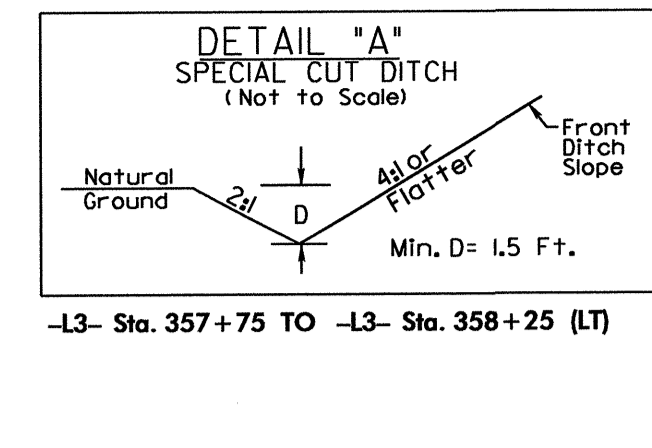 DETAIL "A"
SPECIAL CUT DITCH
(Not to Scale)
Natural
Ground
2:1
D
4:1 or
Flatter
Front
Ditch
Slope
Min. D= 1.5 Ft.
-L3- Sta. 357+75 TO -L3- Sta. 358+25 (LT)